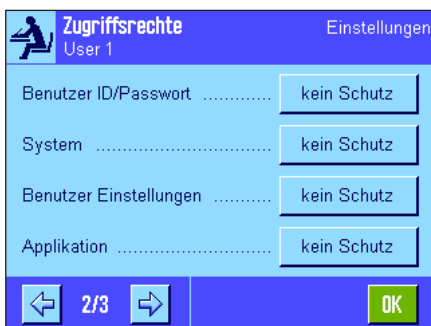 Zugriffsrechte
Einstellungen
User 1
Benutzer ID/Passwort ............ kein Schutz
System ............................... kein Schutz
Benutzer Einstellungen .......... kein Schutz
Applikation ........................... kein Schutz
2/3
OK